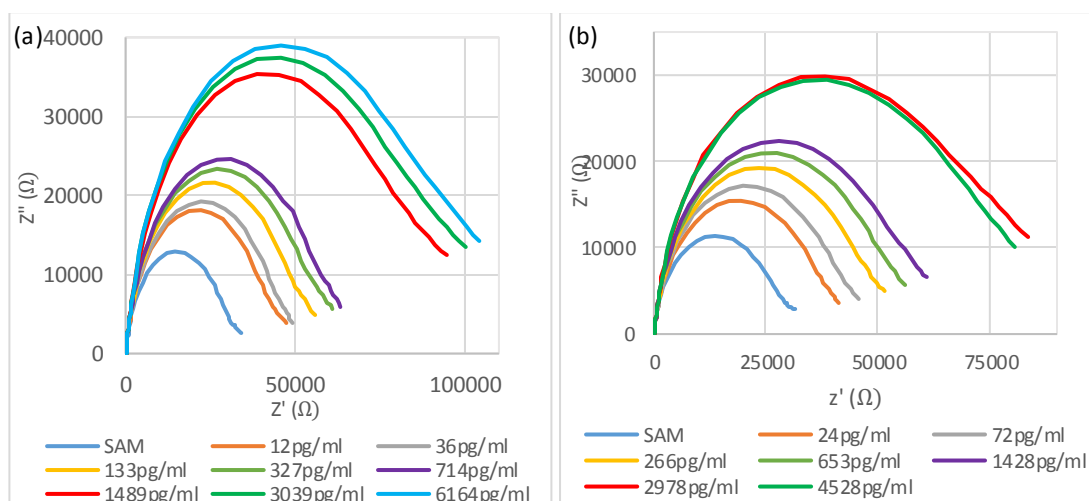 (a)
40000
30000
20000
10000
0
Z'' (Ω)
0
50000
100000
Z' (Ω)
SAM
12pg/ml
36pg/ml
133pg/ml
327pg/ml
714pg/ml
1489pg/ml
3039pg/ml
6164pg/ml
(b)
30000
20000
10000
0
Z'' (Ω)
0
25000
50000
75000
z' (Ω)
SAM
24pg/ml
72pg/ml
266pg/ml
653pg/ml
1428pg/ml
2978pg/ml
4528pg/ml